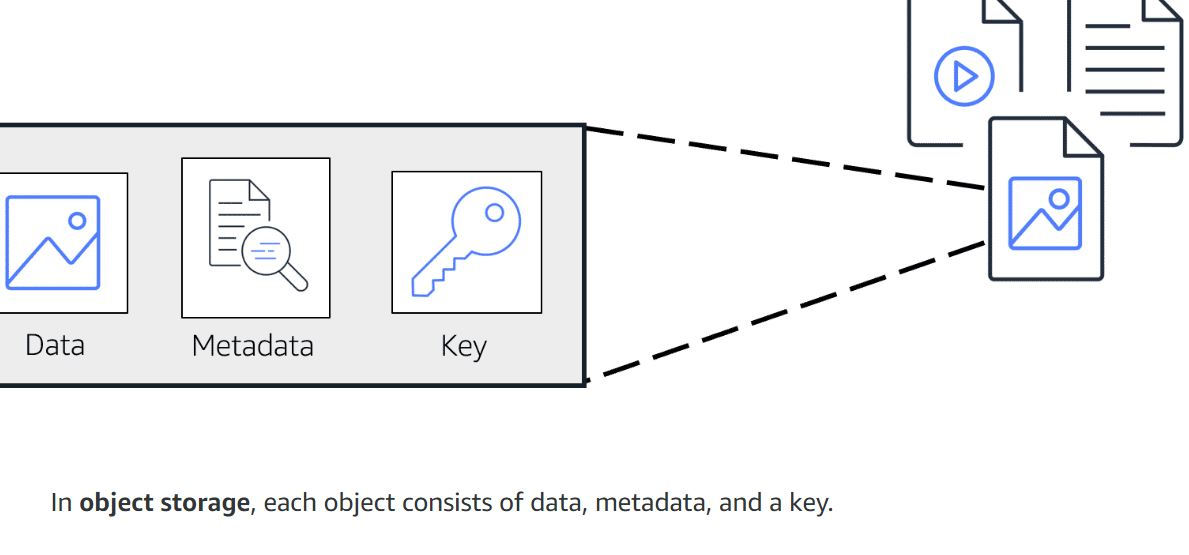 Data
Metadata
Key
In object storage, each object consists of data, metadata, and a key.